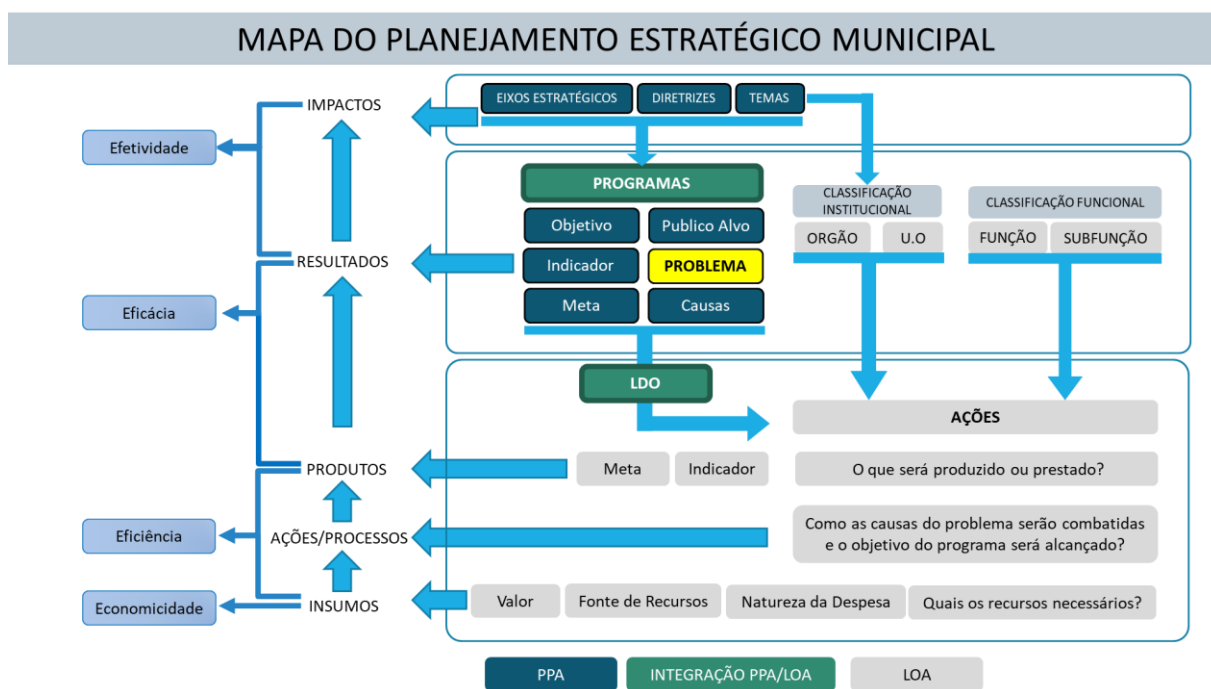 MAPA DO PLANEJAMENTO ESTRATÉGICO MUNICIPAL
EIXOS ESTRATÉGICOS
DIRETRIZES
TEMAS
IMPACTOS
Efetividade
PROGRAMAS
CLASSIFICAÇÃO
INSTITUCIONAL
CLASSIFICAÇÃO FUNCIONAL
Objetivo
Publico Alvo
ORGÃO
U.O
FUNÇÃO
SUBFUNÇÃO
RESULTADOS
Indicador
PROBLEMA
Eficácia
Meta
Causas
LDO
AÇÕES
PRODUTOS
Meta
Indicador
O que será produzido ou prestado?
Eficiência
AÇÕES/PROCESSOS
Como as causas do problema serão combatidas
e o objetivo do programa será alcançado?
Economicidade
INSUMOS
Valor
Fonte de Recursos
Natureza da Despesa
Quais os recursos necessários?
PPA
INTEGRAÇÃO PPA/LOA
LOA